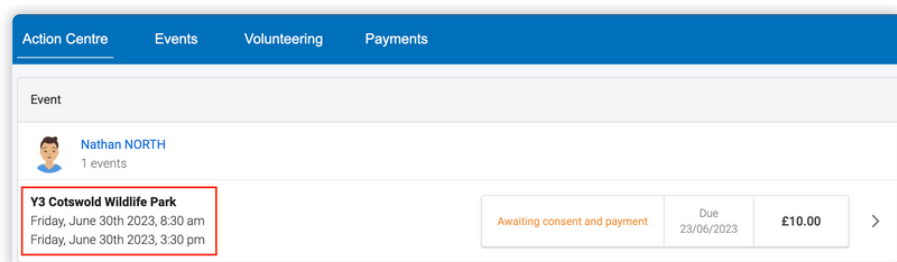 Action Centre Events Volunteering Payments
Event
Nathan NORTH
1 events
Y3 Cotswold Wildlife Park
Friday, June 30th 2023, 8:30 am
Friday, June 30th 2023, 3:30 pm
Awaiting consent and payment
Due
23/06/2023
£10.00